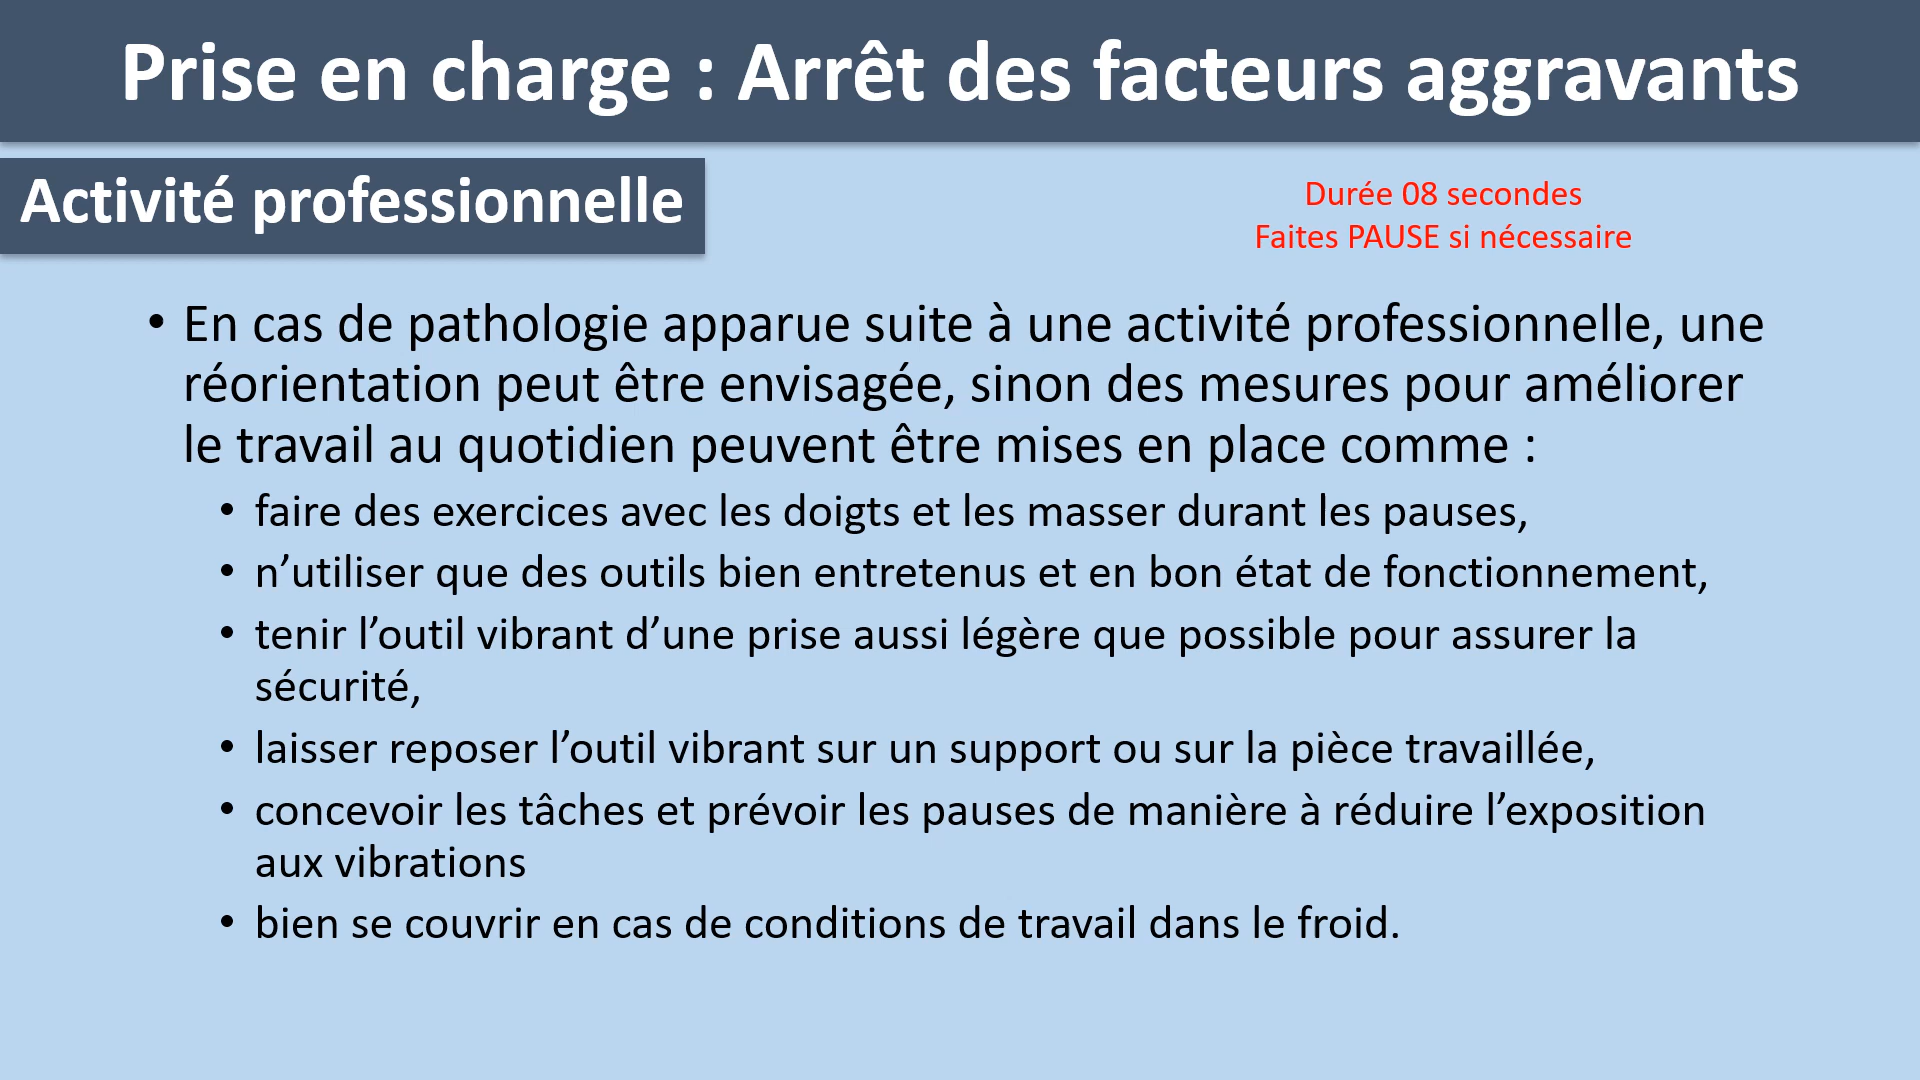 Prise en charge : Arrêt des facteurs aggravants
Activité professionnelle
Durée 08 secondes
Faites PAUSE si nécessaire
• En cas de pathologie apparue suite à une activité professionnelle, une
réorientation peut être envisagée, sinon des mesures pour améliorer
le travail au quotidien peuvent être mises en place comme :
• faire des exercices avec les doigts et les masser durant les pauses,
• n’utiliser que des outils bien entretenus et en bon état de fonctionnement,
• tenir l’outil vibrant d’une prise aussi légère que possible pour assurer la
sécurité,
• laisser reposer l’outil vibrant sur un support ou sur la pièce travaillée,
• concevoir les tâches et prévoir les pauses de manière à réduire l’exposition
aux vibrations
• bien se couvrir en cas de conditions de travail dans le froid.